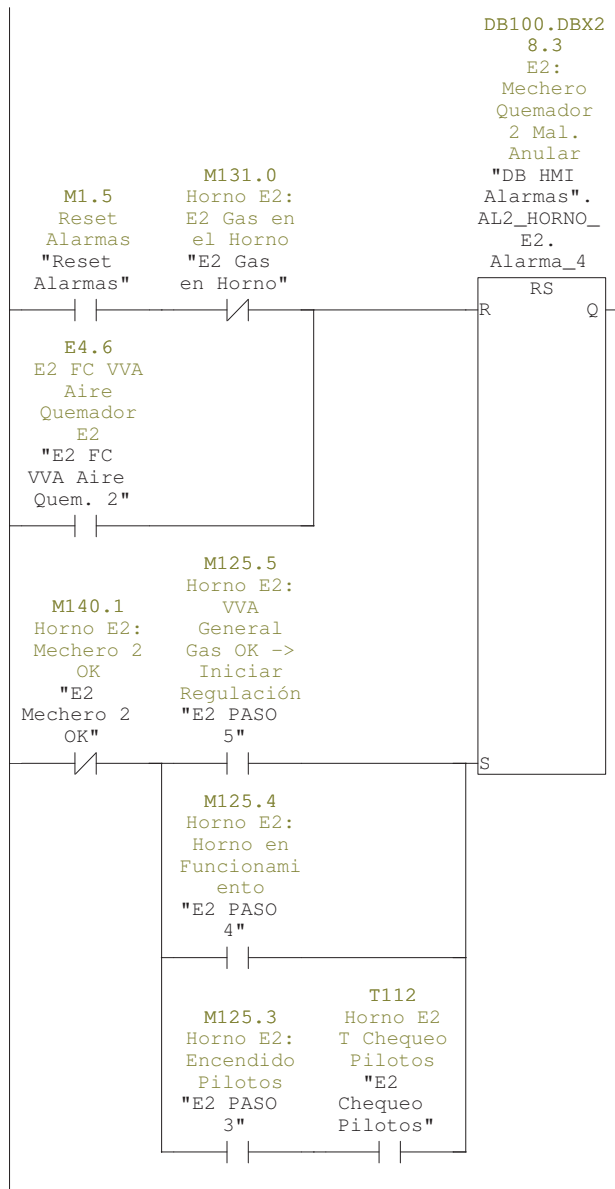 DB100.DBX2
8.3
E2:
Mechero
Quemador
2 Mal.
Anular
"DB HMI
Alarmas".
AL2_HORNO_
E2.
Alarma_4
M1.5
Reset
Alarmas
"Reset
Alarmas"
M131.0
Horno E2:
E2 Gas en
el Horno
"E2 Gas
en Horno"
RS
R
Q
E4.6
E2 FC VVA
Aire
Quemador
E2
"E2 FC
VVA Aire
Quem. 2"
M140.1
Horno E2:
Mechero 2
OK
"E2
Mechero 2
OK"
M125.5
Horno E2:
VVA
General
Gas OK ->
Iniciar
Regulación
"E2 PASO
5"
S
M125.4
Horno E2:
Horno en
Funcionami
ento
"E2 PASO
4"
M125.3
Horno E2:
Encendido
Pilotos
"E2 PASO
3"
T112
Horno E2
T Chequeo
Pilotos
"E2
Chequeo
Pilotos"